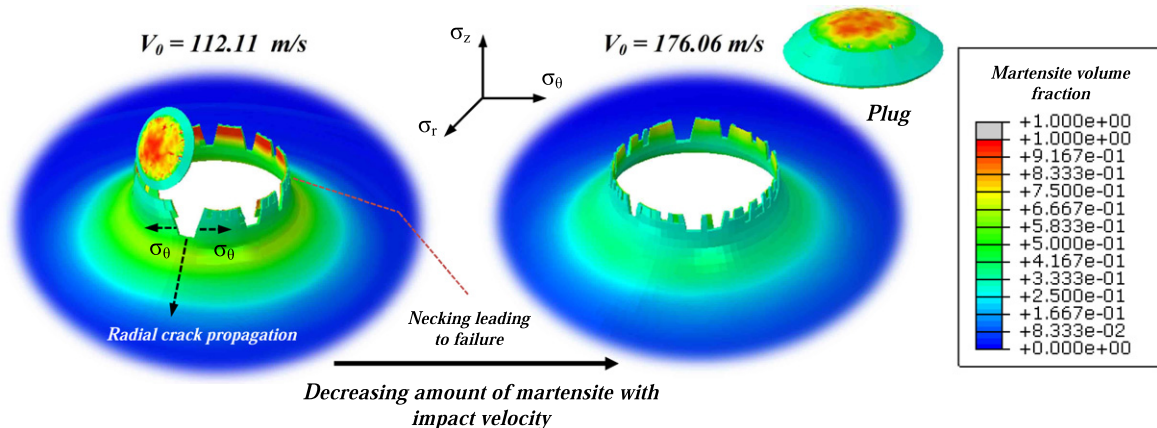 V₀ = 112.11 m/s
σz
σθ
σr
V₀ = 176.06 m/s
Plug
σθ
σθ
Radial crack propagation
Necking leading
to failure
Decreasing amount of martensite with
impact velocity
Martensite volume
fraction
+1.000e+00
+1.000e+00
+9.167e-01
+8.333e-01
+7.500e-01
+6.667e-01
+5.833e-01
+5.000e-01
+4.167e-01
+3.333e-01
+2.500e-01
+1.667e-01
+8.333e-02
+0.000e+00